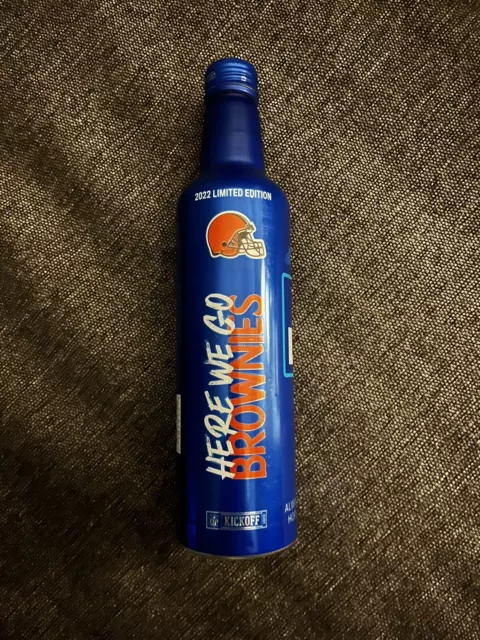 2022 LIMITED EDITION
HERE WE GO
BROWNIES
KICKOFF